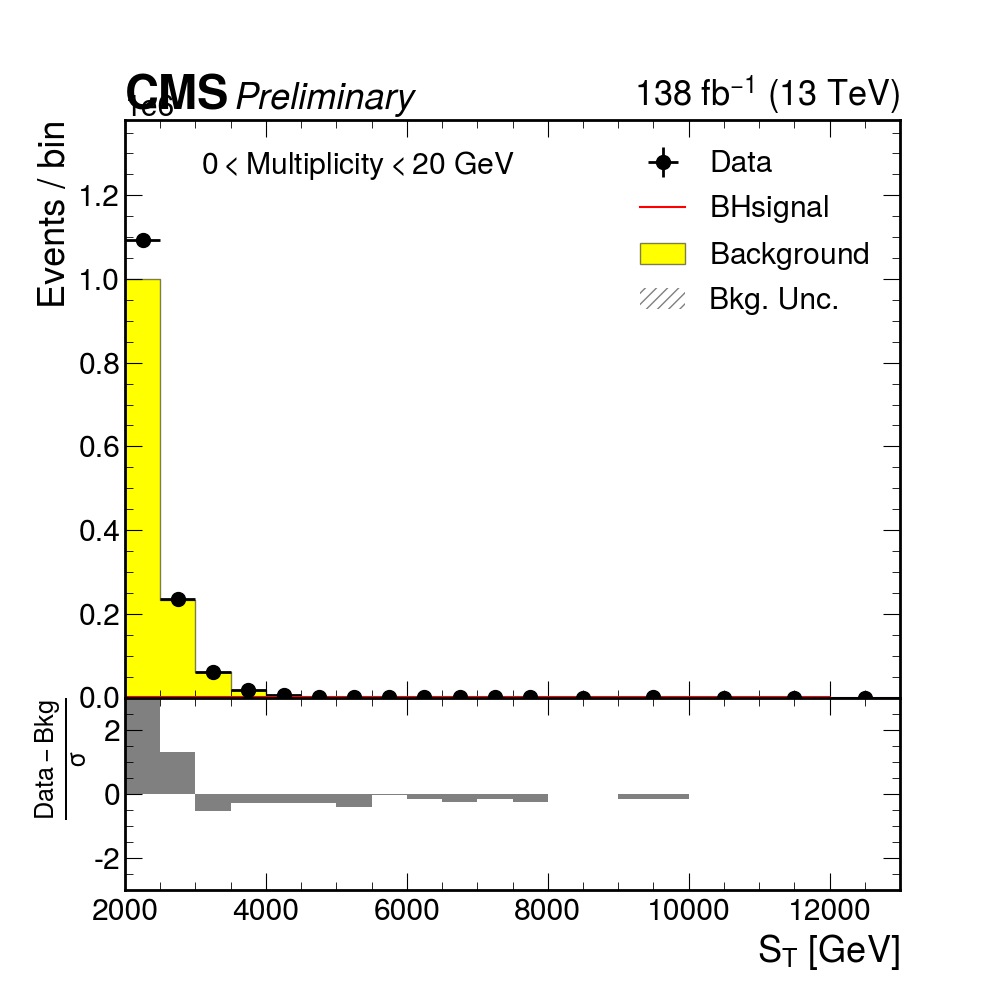 CMS Preliminary
138 fb⁻¹ (13 TeV)
1e6
Events / bin
0 < Multiplicity < 20 GeV
Data
BHsignal
Background
Bkg. Unc.
1.2
1.0
0.8
0.6
0.4
0.2
0.0
Data − Bkg
σ
2
0
-2
2000 4000 6000 8000 10000 12000
S_T [GeV]